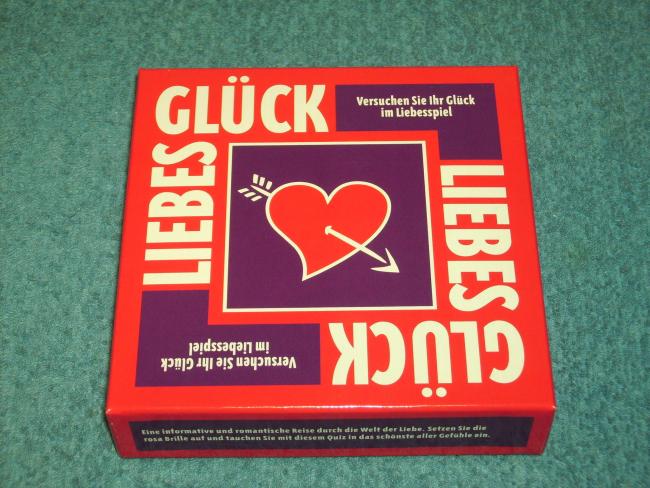 LIEBES
GLÜCK
Versuchen Sie Ihr Glück
im Liebesspiel
LIEBES
GLÜCK
Versuchen Sie Ihr Glück
im Liebesspiel
Eine informative und romantische Reise durch die Welt der Liebe. Setzen Sie die
rosa Brille auf und tauchen Sie mit diesem Quiz in das schönste aller Gefühle ein.